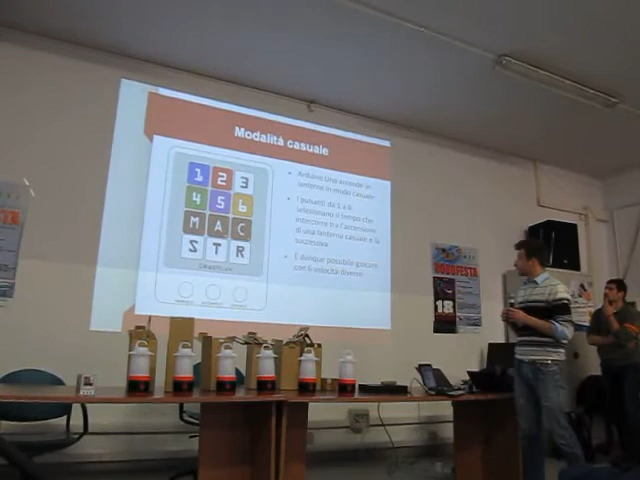 Modalità casuale
1 2 3
4 5 6
M A C
S T R
• Arduino Uno accende le
lanterne in modo casuale
• I pulsanti da 1 a 6
selezionano il tempo che
intercorre tra l'accensione
di una lanterna casuale e la
successiva
• È dunque possibile giocare
con 6 velocità diverse
ROBOFESTA
18